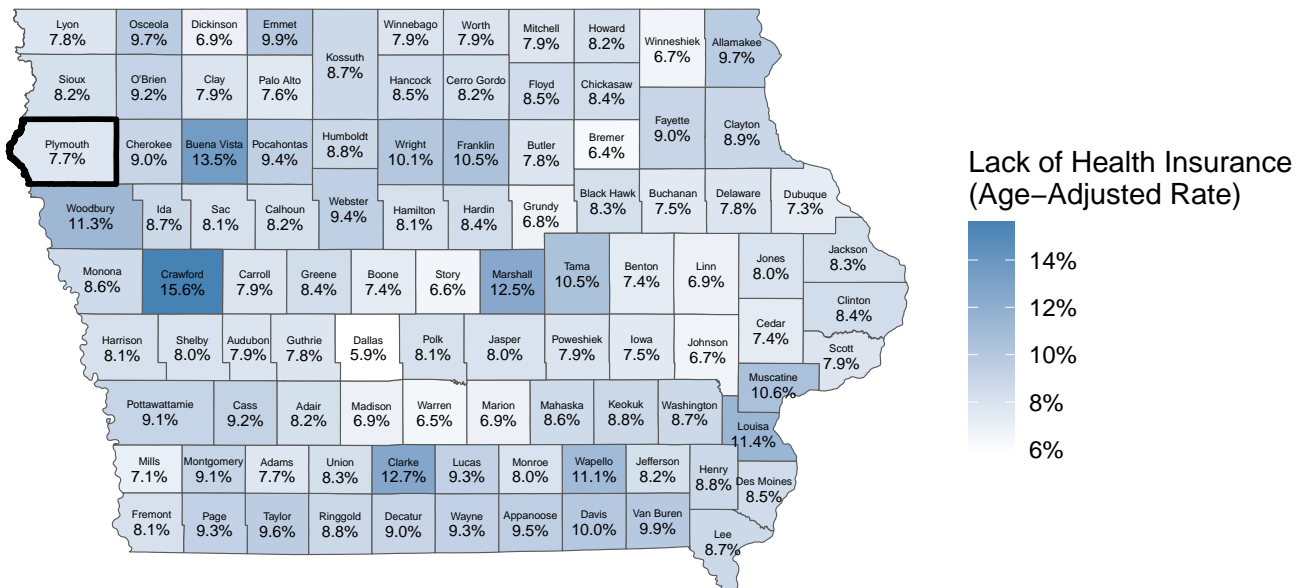 Lyon
7.8%
Osceola
9.7%
Dickinson
6.9%
Emmet
9.9%
Kossuth
8.7%
Winnebago
7.9%
Worth
7.9%
Mitchell
7.9%
Howard
8.2%
Winneshiek
6.7%
Allamakee
9.7%
Sioux
8.2%
O'Brien
9.2%
Clay
7.9%
Palo Alto
7.6%
Hancock
8.5%
Cerro Gordo
8.2%
Floyd
8.5%
Chickasaw
8.4%
Fayette
9.0%
Clayton
8.9%
Plymouth
7.7%
Cherokee
9.0%
Buena Vista
13.5%
Pocahontas
9.4%
Humboldt
8.8%
Wright
10.1%
Franklin
10.5%
Butler
7.8%
Bremer
6.4%
Woodbury
11.3%
Ida
8.7%
Sac
8.1%
Calhoun
8.2%
Webster
9.4%
Hamilton
8.1%
Hardin
8.4%
Grundy
6.8%
Black Hawk
8.3%
Buchanan
7.5%
Delaware
7.8%
Dubuque
7.3%
Monona
8.6%
Crawford
15.6%
Carroll
7.9%
Greene
8.4%
Boone
7.4%
Story
6.6%
Marshall
12.5%
Tama
10.5%
Benton
7.4%
Linn
6.9%
Jones
8.0%
Jackson
8.3%
Clinton
8.4%
Harrison
8.1%
Shelby
8.0%
Audubon
7.9%
Guthrie
7.8%
Dallas
5.9%
Polk
8.1%
Jasper
8.0%
Poweshiek
7.9%
Iowa
7.5%
Johnson
6.7%
Cedar
7.4%
Scott
7.9%
Muscatine
10.6%
Pottawattamie
9.1%
Cass
9.2%
Adair
8.2%
Madison
6.9%
Warren
6.5%
Marion
6.9%
Mahaska
8.6%
Keokuk
8.8%
Washington
8.7%
Louisa
11.4%
Mills
7.1%
Montgomery
9.1%
Adams
7.7%
Union
8.3%
Clarke
12.7%
Lucas
9.3%
Monroe
8.0%
Wapello
11.1%
Jefferson
8.2%
Henry
8.8%
Des Moines
8.5%
Fremont
8.1%
Page
9.3%
Taylor
9.6%
Ringgold
8.8%
Decatur
9.0%
Wayne
9.3%
Appanoose
9.5%
Davis
10.0%
Van Buren
9.9%
Lee
8.7%
Lack of Health Insurance
(Age−Adjusted Rate)
14%
12%
10%
8%
6%